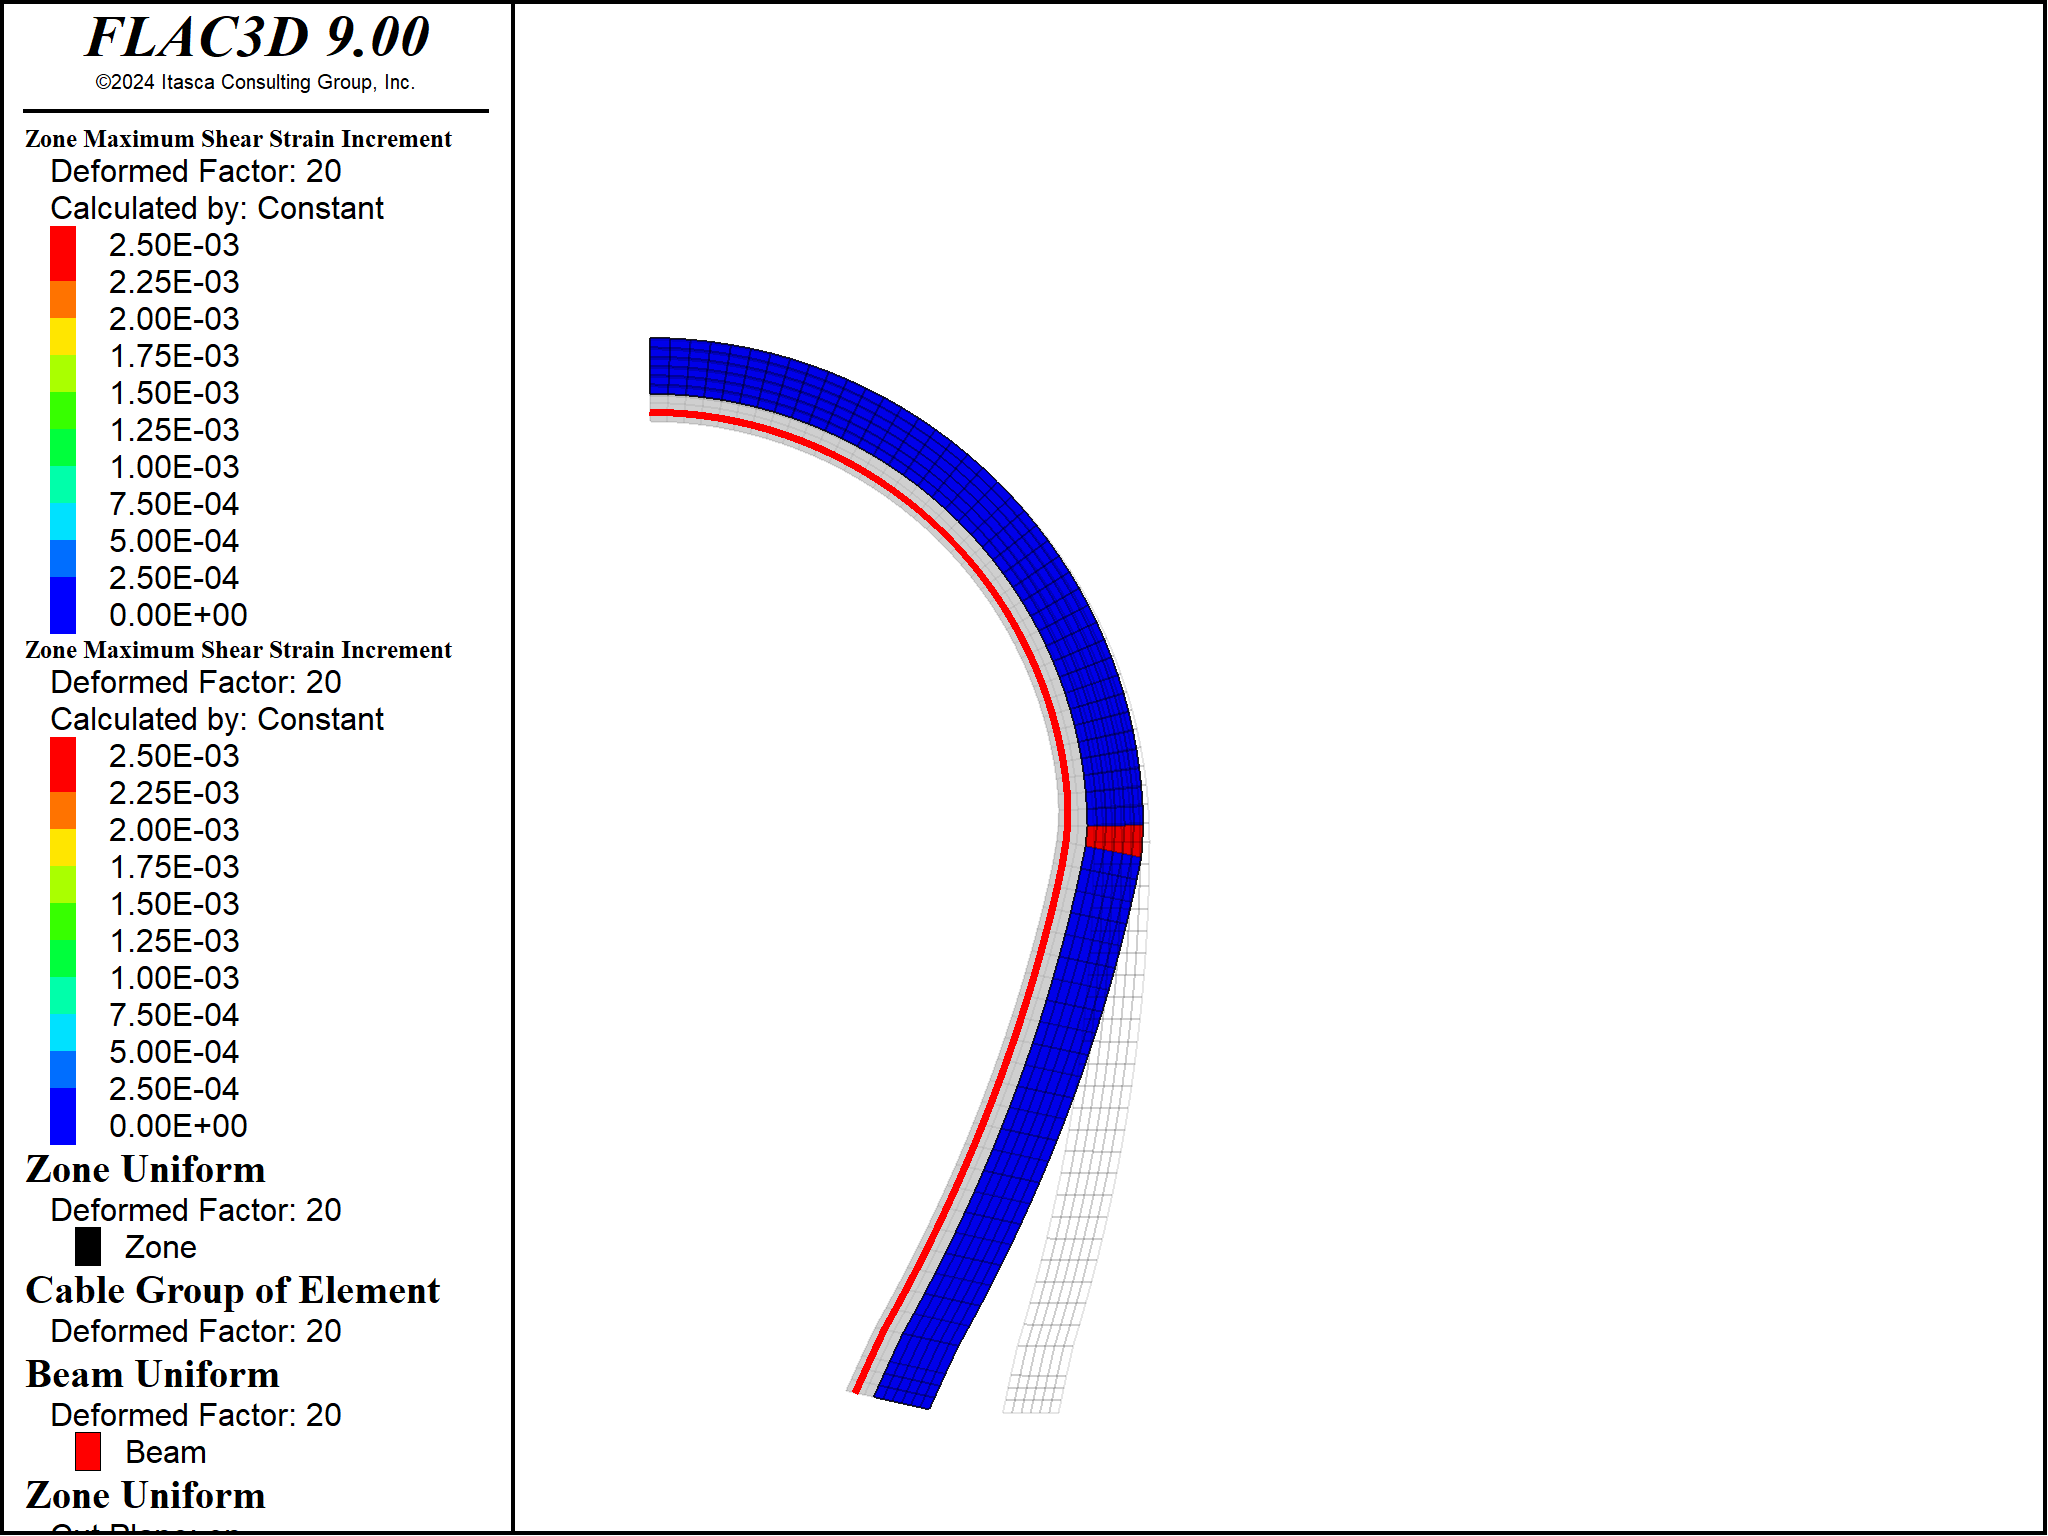 FLAC3D 9.00
©2024 Itasca Consulting Group, Inc.
Zone Maximum Shear Strain Increment
Deformed Factor: 20
Calculated by: Constant
2.50E-03
2.25E-03
2.00E-03
1.75E-03
1.50E-03
1.25E-03
1.00E-03
7.50E-04
5.00E-04
2.50E-04
0.00E+00
Zone Maximum Shear Strain Increment
Deformed Factor: 20
Calculated by: Constant
2.50E-03
2.25E-03
2.00E-03
1.75E-03
1.50E-03
1.25E-03
1.00E-03
7.50E-04
5.00E-04
2.50E-04
0.00E+00
Zone Uniform
Deformed Factor: 20
Zone
Cable Group of Element
Deformed Factor: 20
Beam Uniform
Deformed Factor: 20
Beam
Zone Uniform